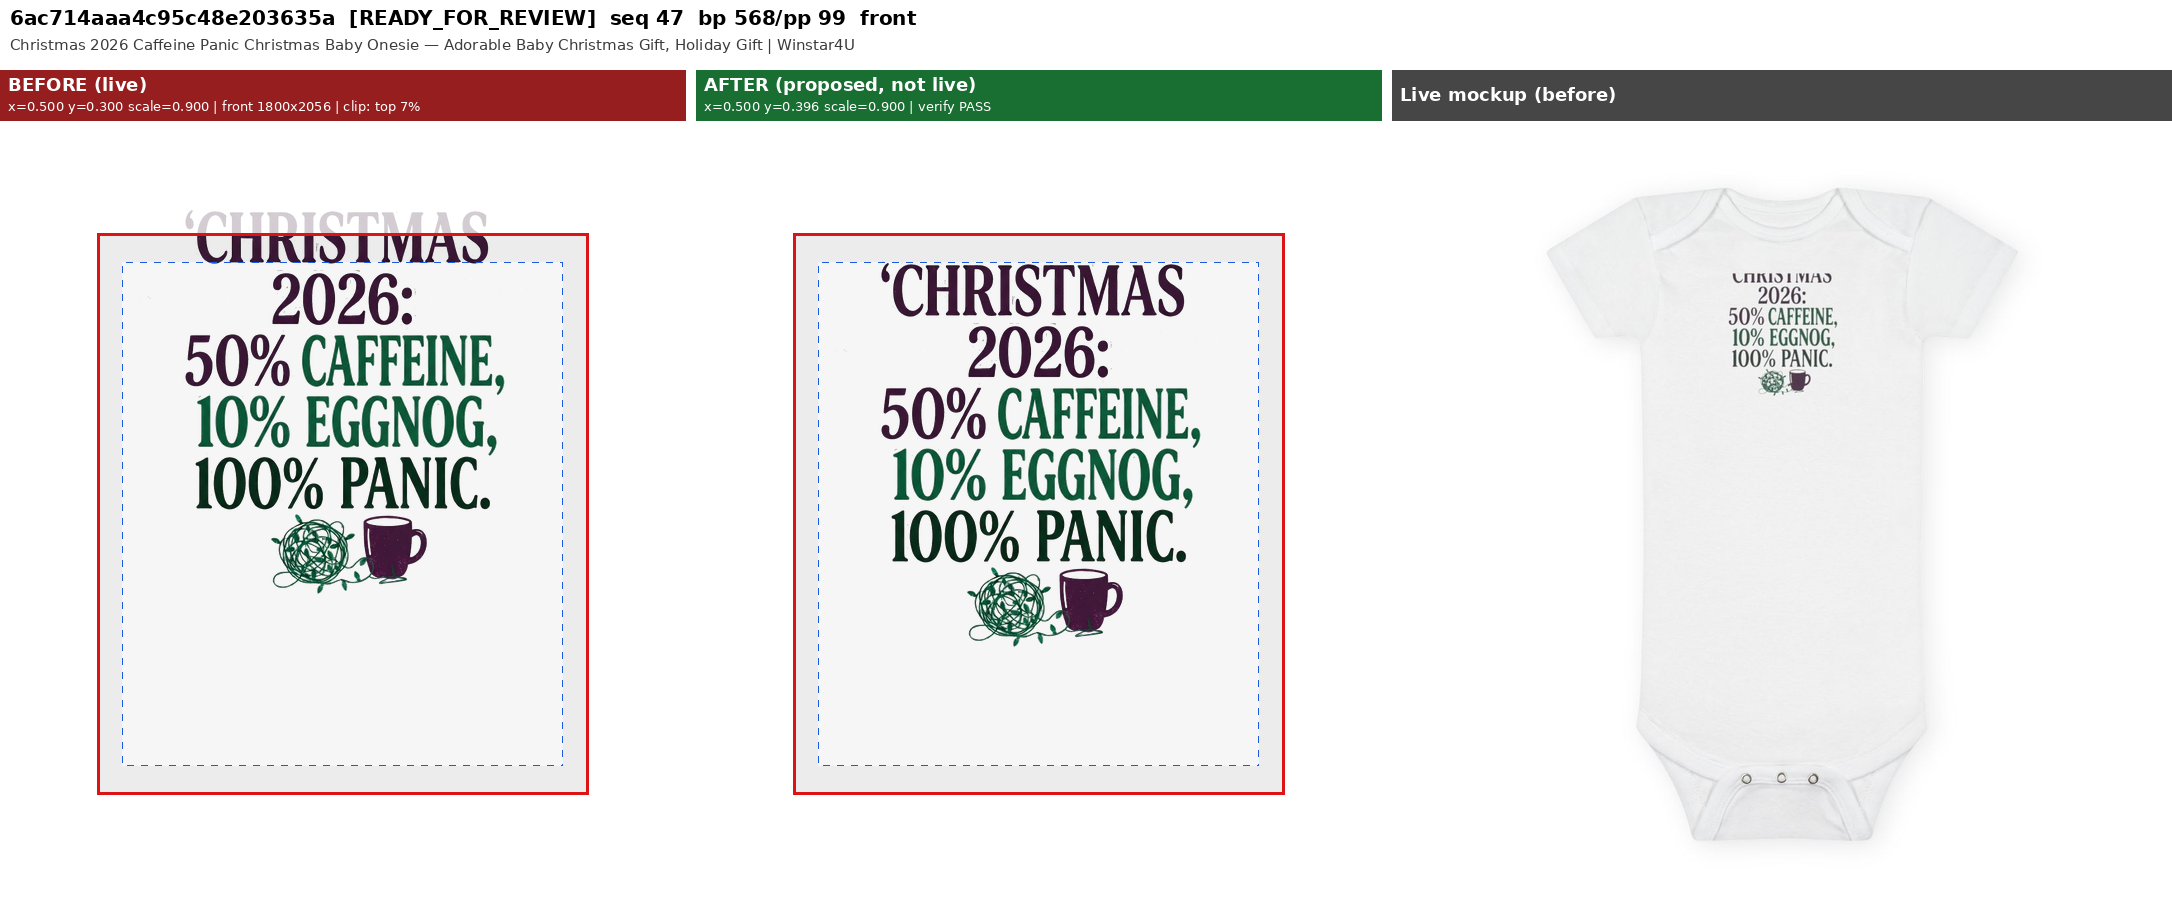 6ac714aaa4c95c48e203635a [READY_FOR_REVIEW] seq 47 bp 568/pp 99 front
Christmas 2026 Caffeine Panic Christmas Baby Onesie — Adorable Baby Christmas Gift, Holiday Gift | Winstar4U
BEFORE (live)
x=0.500 y=0.300 scale=0.900 | front 1800x2056 | clip: top 7%
‘CHRISTMAS
2026:
50% CAFFEINE,
10% EGGNOG,
100% PANIC.
AFTER (proposed, not live)
x=0.500 y=0.396 scale=0.900 | verify PASS
‘CHRISTMAS
2026:
50% CAFFEINE,
10% EGGNOG,
100% PANIC.
Live mockup (before)
CHRISTMAS
2026:
50% CAFFEINE,
10% EGGNOG,
100% PANIC.